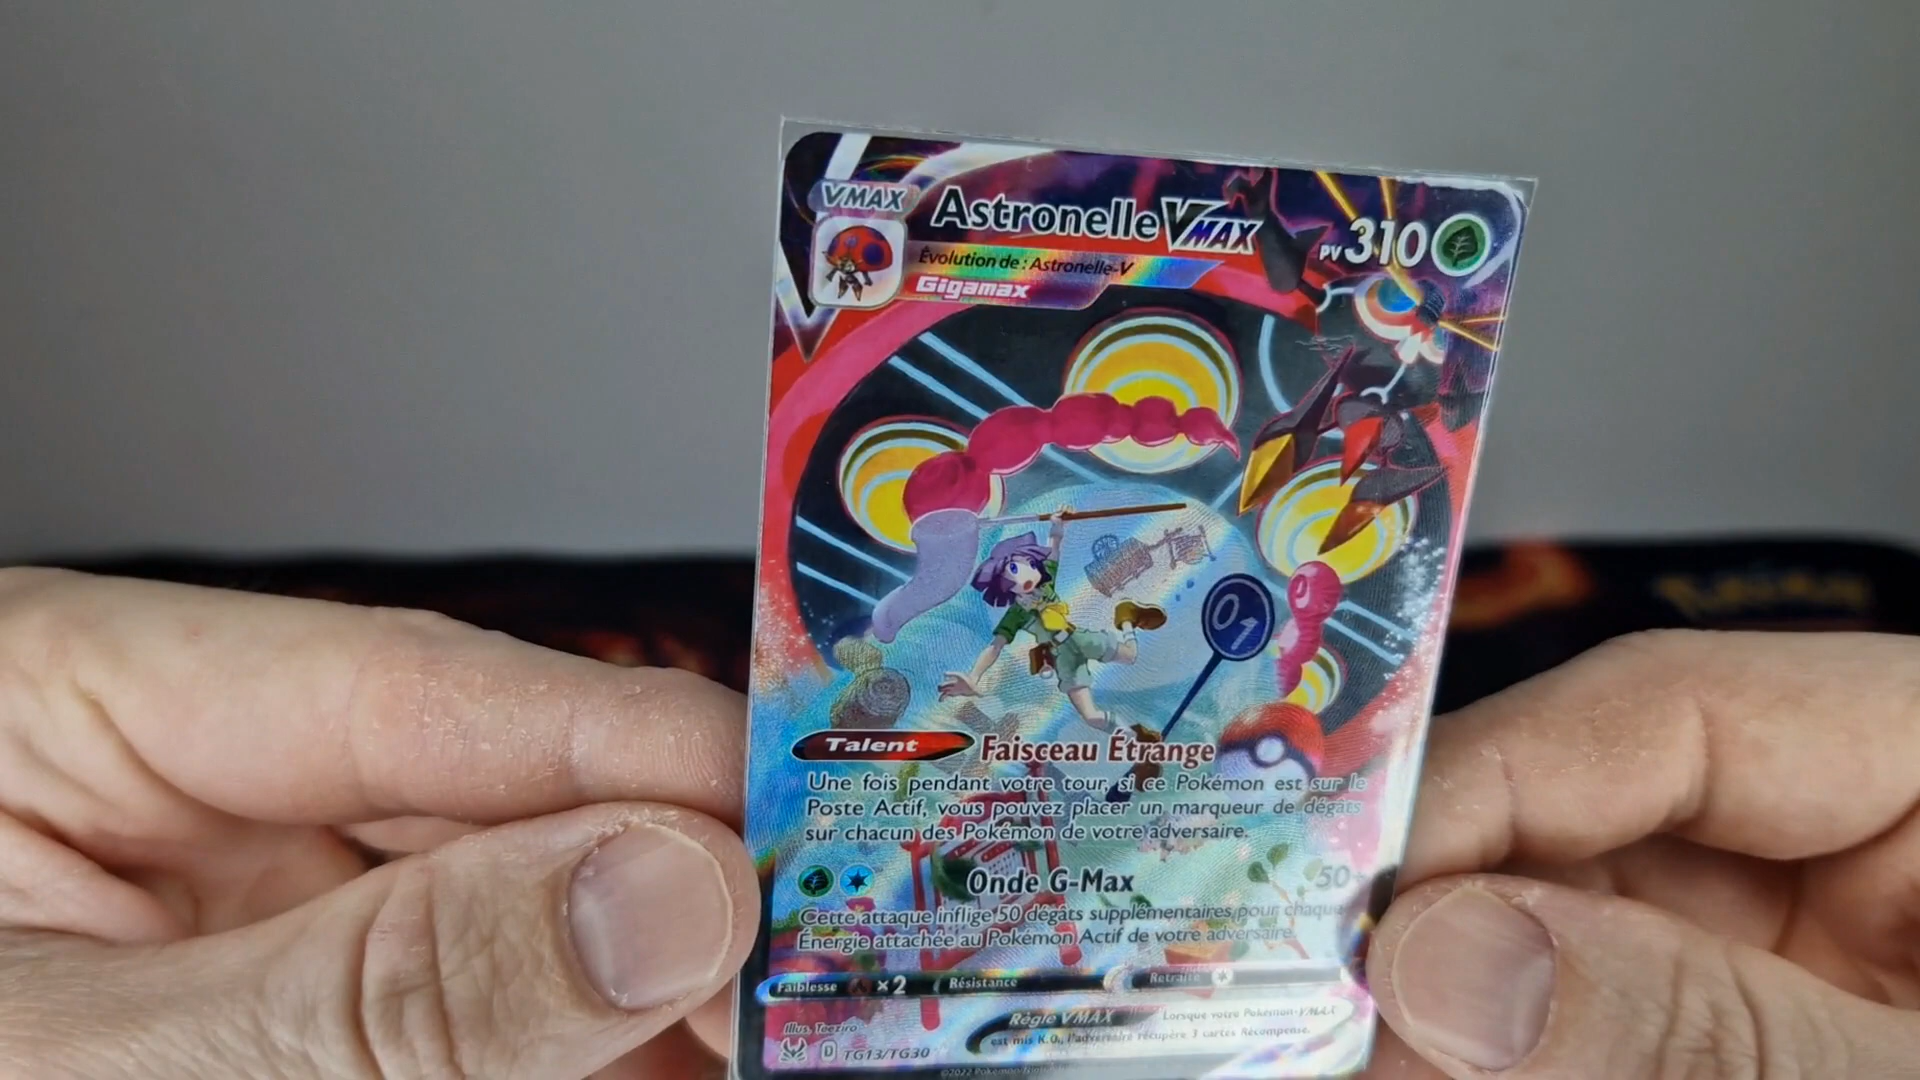 VMAX
Astronelle VMAX
PV 310
Évolution de : Astronelle-V
Gigamax
01
Talent Faisceau Étrange
Une fois pendant votre tour, si ce Pokémon est sur le
Poste Actif, vous pouvez placer un marqueur de dégâts
sur chacun des Pokémon de votre adversaire.
Onde G-Max 50+
Cette attaque inflige 50 dégâts supplémentaires pour chaque
Énergie attachée au Pokémon Actif de votre adversaire.
Faiblesse ×2 Résistance Retraite
Règle VMAX Lorsque votre Pokémon-VMAX
est mis K.O., l'adversaire récupère 3 cartes Récompense.
Illus. Teeziro
D TG13/TG30
©2022 Pokémon